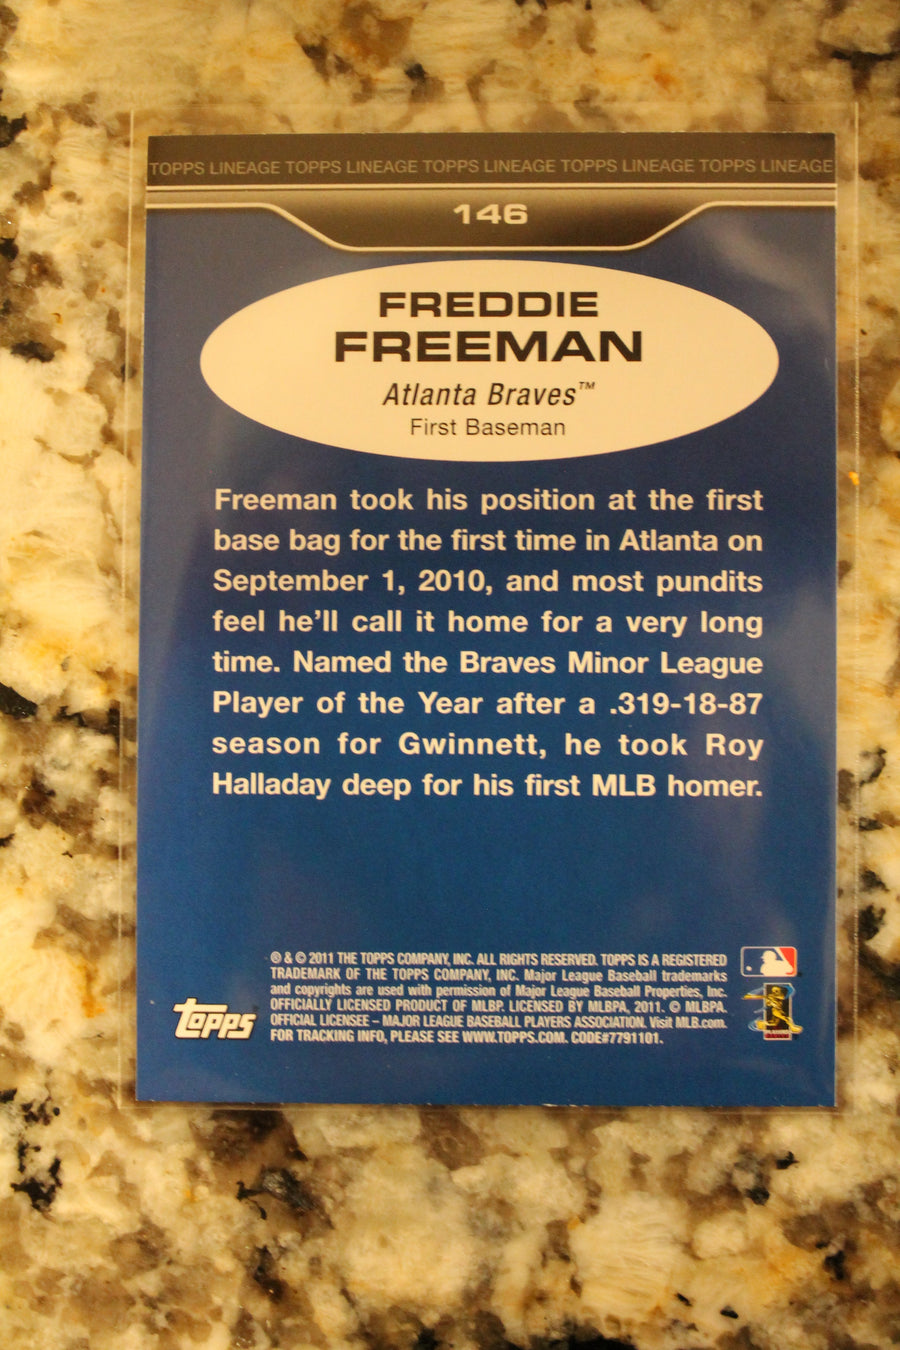 TOPPS LINEAGE TOPPS LINEAGE TOPPS LINEAGE TOPPS LINEAGE TOPPS LINEAGE
146
FREDDIE
FREEMAN
Atlanta Braves™
First Baseman
Freeman took his position at the first
base bag for the first time in Atlanta on
September 1, 2010, and most pundits
feel he'll call it home for a very long
time. Named the Braves Minor League
Player of the Year after a .319-18-87
season for Gwinnett, he took Roy
Halladay deep for his first MLB homer.
® & © 2011 THE TOPPS COMPANY, INC. ALL RIGHTS RESERVED. TOPPS IS A REGISTERED
TRADEMARK OF THE TOPPS COMPANY, INC. Major League Baseball trademarks
and copyrights are used with permission of Major League Baseball Properties, Inc.
OFFICIALLY LICENSED PRODUCT OF MLBP. LICENSED BY MLBPA, 2011. © MLBPA.
OFFICIAL LICENSEE – MAJOR LEAGUE BASEBALL PLAYERS ASSOCIATION. Visit MLB.com.
FOR TRACKING INFO, PLEASE SEE WWW.TOPPS.COM. CODE#7791101.
topps